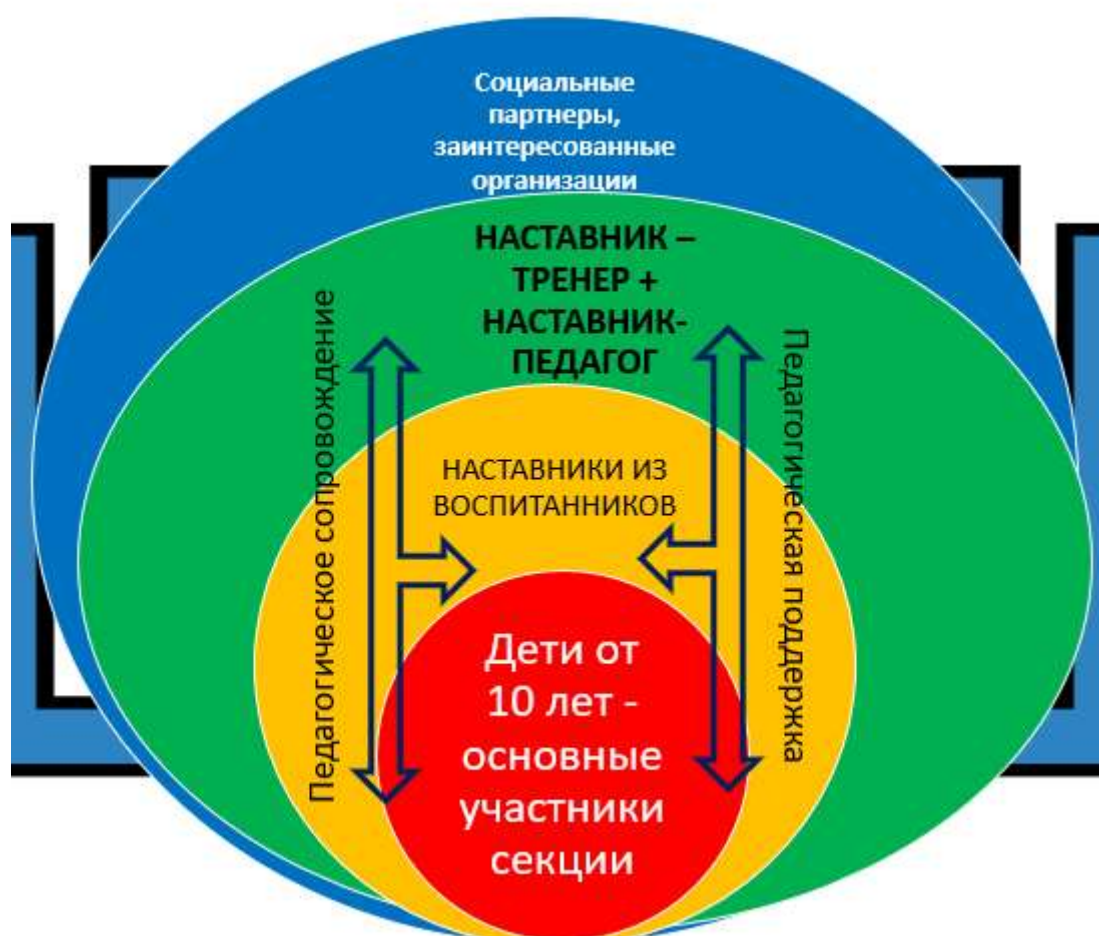 Социальные
партнеры,
заинтересованные
организации
НАСТАВНИК –
ТРЕНЕР +
НАСТАВНИК-
ПЕДАГОГ
Педагогическое сопровождение
Педагогическая поддержка
НАСТАВНИКИ ИЗ
ВОСПИТАННИКОВ
Дети от
10 лет -
основные
участники
секции